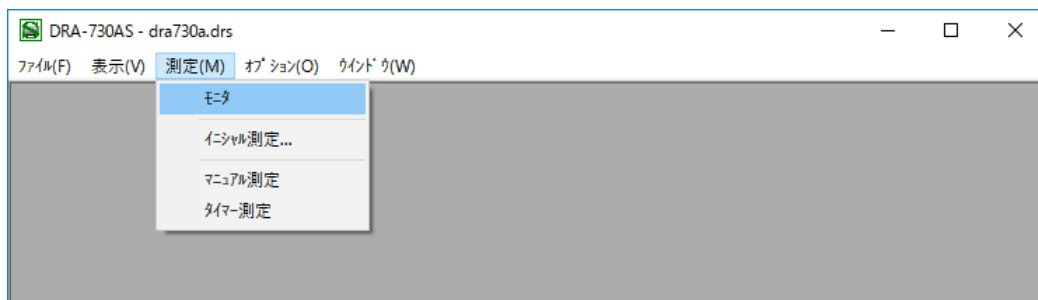 DRA-730AS - dra730a.drs
ﾌｧｲﾙ(F) 表示(V) 測定(M) ｵﾌﾟｼｮﾝ(O) ｳｲﾝﾄﾞｳ(W)
ﾓﾆﾀ
ｲﾆｼｬﾙ測定...
ﾏﾆｭｱﾙ測定
ﾀｲﾏｰ測定